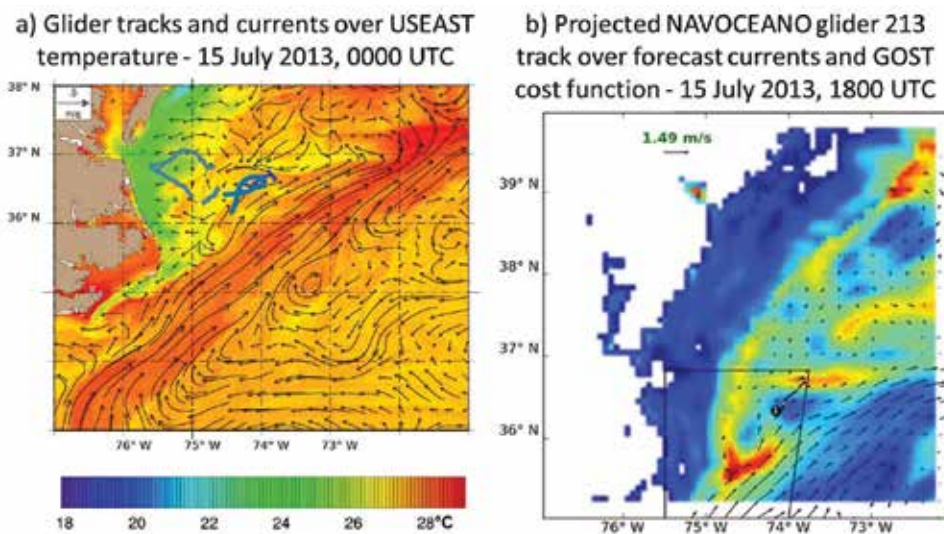 a) Glider tracks and currents over USEAST
temperature - 15 July 2013, 0000 UTC
b) Projected NAVOCEANO glider 213
track over forecast currents and GOST
cost function - 15 July 2013, 1800 UTC
38° N
37° N
36° N
76° W 75° W 74° W 73° W
18 20 22 24 26 28°C
1.49 m/s
39° N
38° N
37° N
36° N
76° W 75° W 74° W 73° W